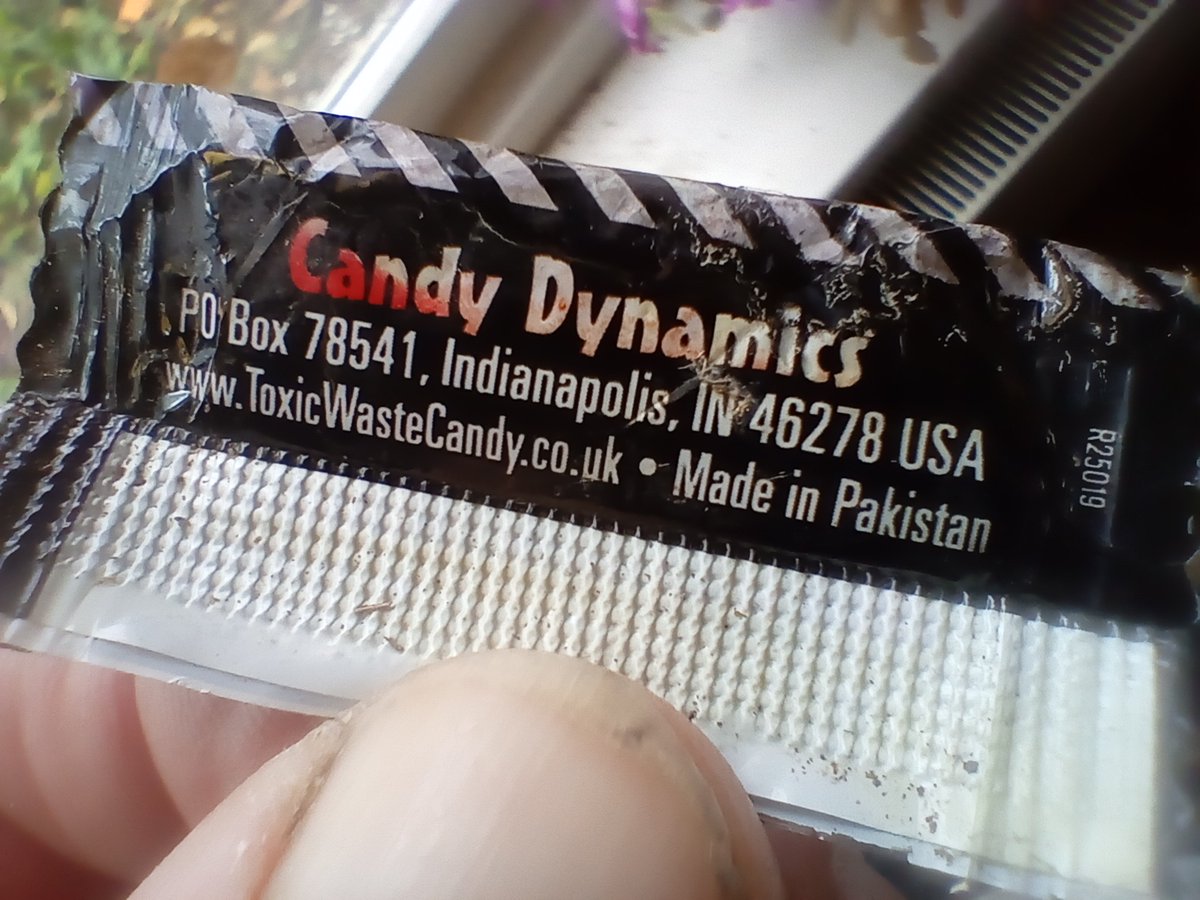 Candy Dynamics
PO Box 78541, Indianapolis, IN 46278 USA
www.ToxicWasteCandy.co.uk • Made in Pakistan
R25019